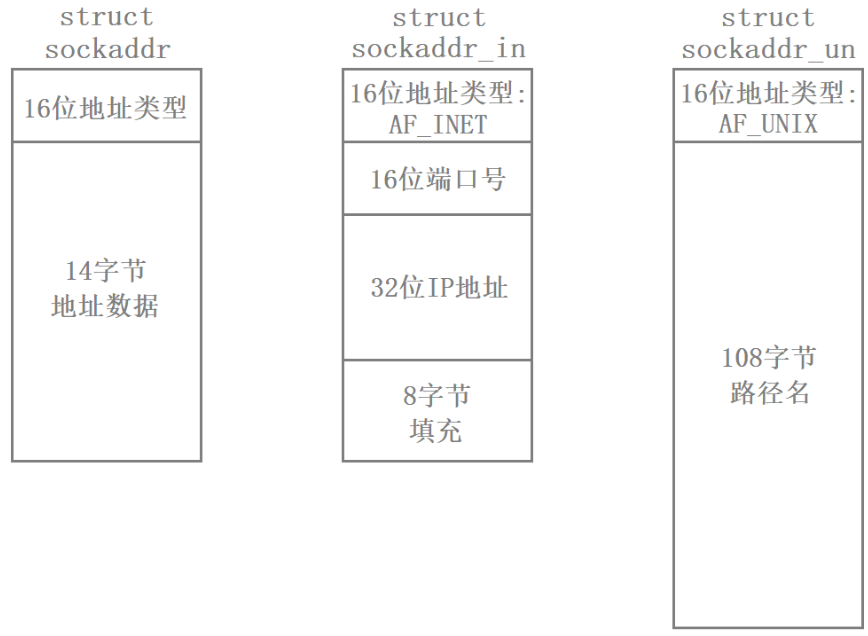 struct
sockaddr
16位地址类型
14字节
地址数据
struct
sockaddr_in
16位地址类型:
AF_INET
16位端口号
32位IP地址
8字节
填充
struct
sockaddr_un
16位地址类型:
AF_UNIX
108字节
路径名